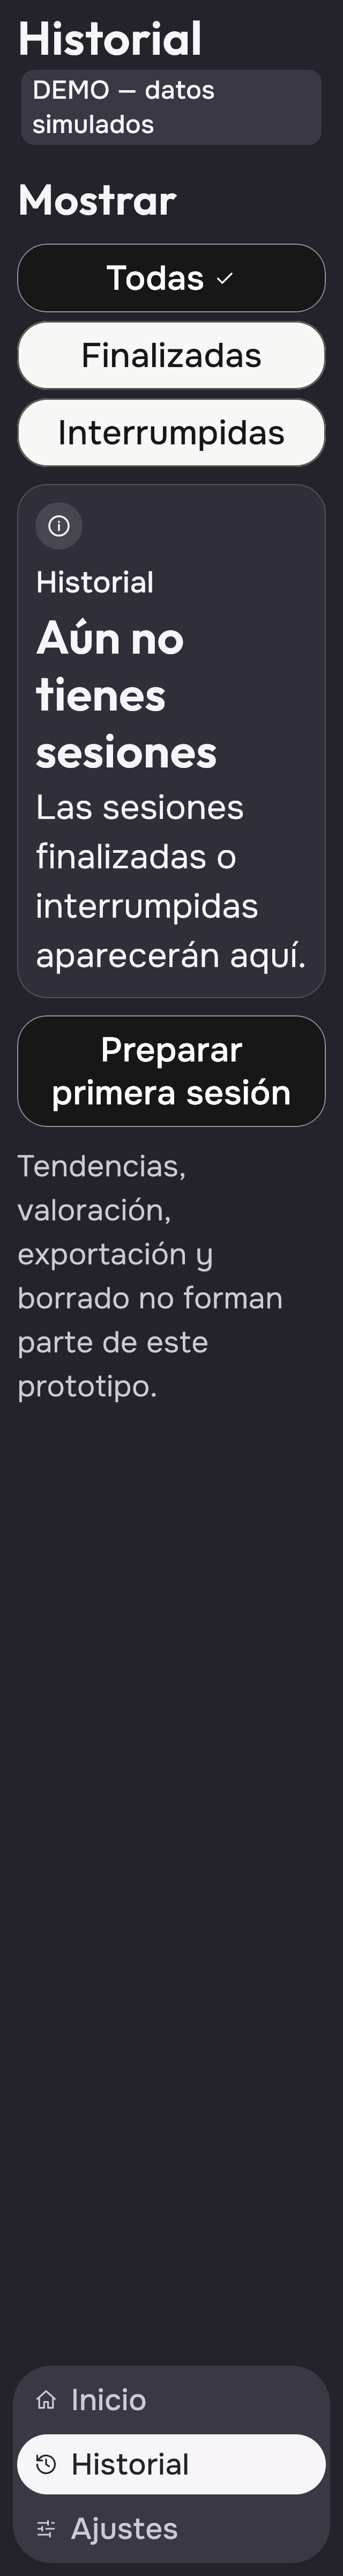 Historial
DEMO — datos
simulados
Mostrar
Todas ✓
Finalizadas
Interrumpidas
Historial
Aún no
tienes
sesiones
Las sesiones
finalizadas o
interrumpidas
aparecerán aquí.
Preparar
primera sesión
Tendencias,
valoración,
exportación y
borrado no forman
parte de este
prototipo.
Inicio
Historial
Ajustes